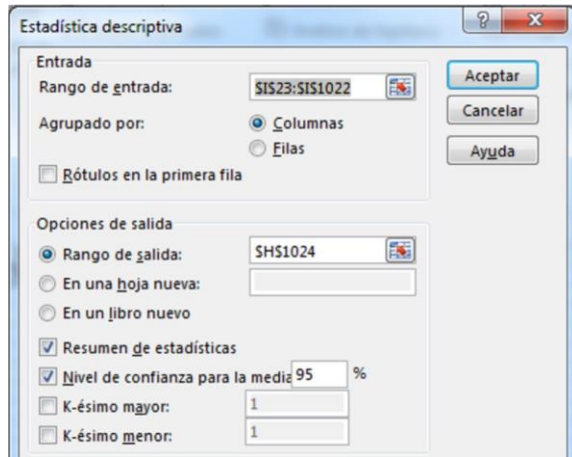 Estadística descriptiva
Entrada
Rango de entrada: $I$23:$I$1022
Agrupado por: Columnas
Filas
Rótulos en la primera fila
Aceptar
Cancelar
Ayuda
Opciones de salida
Rango de salida: $H$1024
En una hoja nueva:
En un libro nuevo
Resumen de estadísticas
Nivel de confianza para la media 95 %
K-ésimo mayor: 1
K-ésimo menor: 1